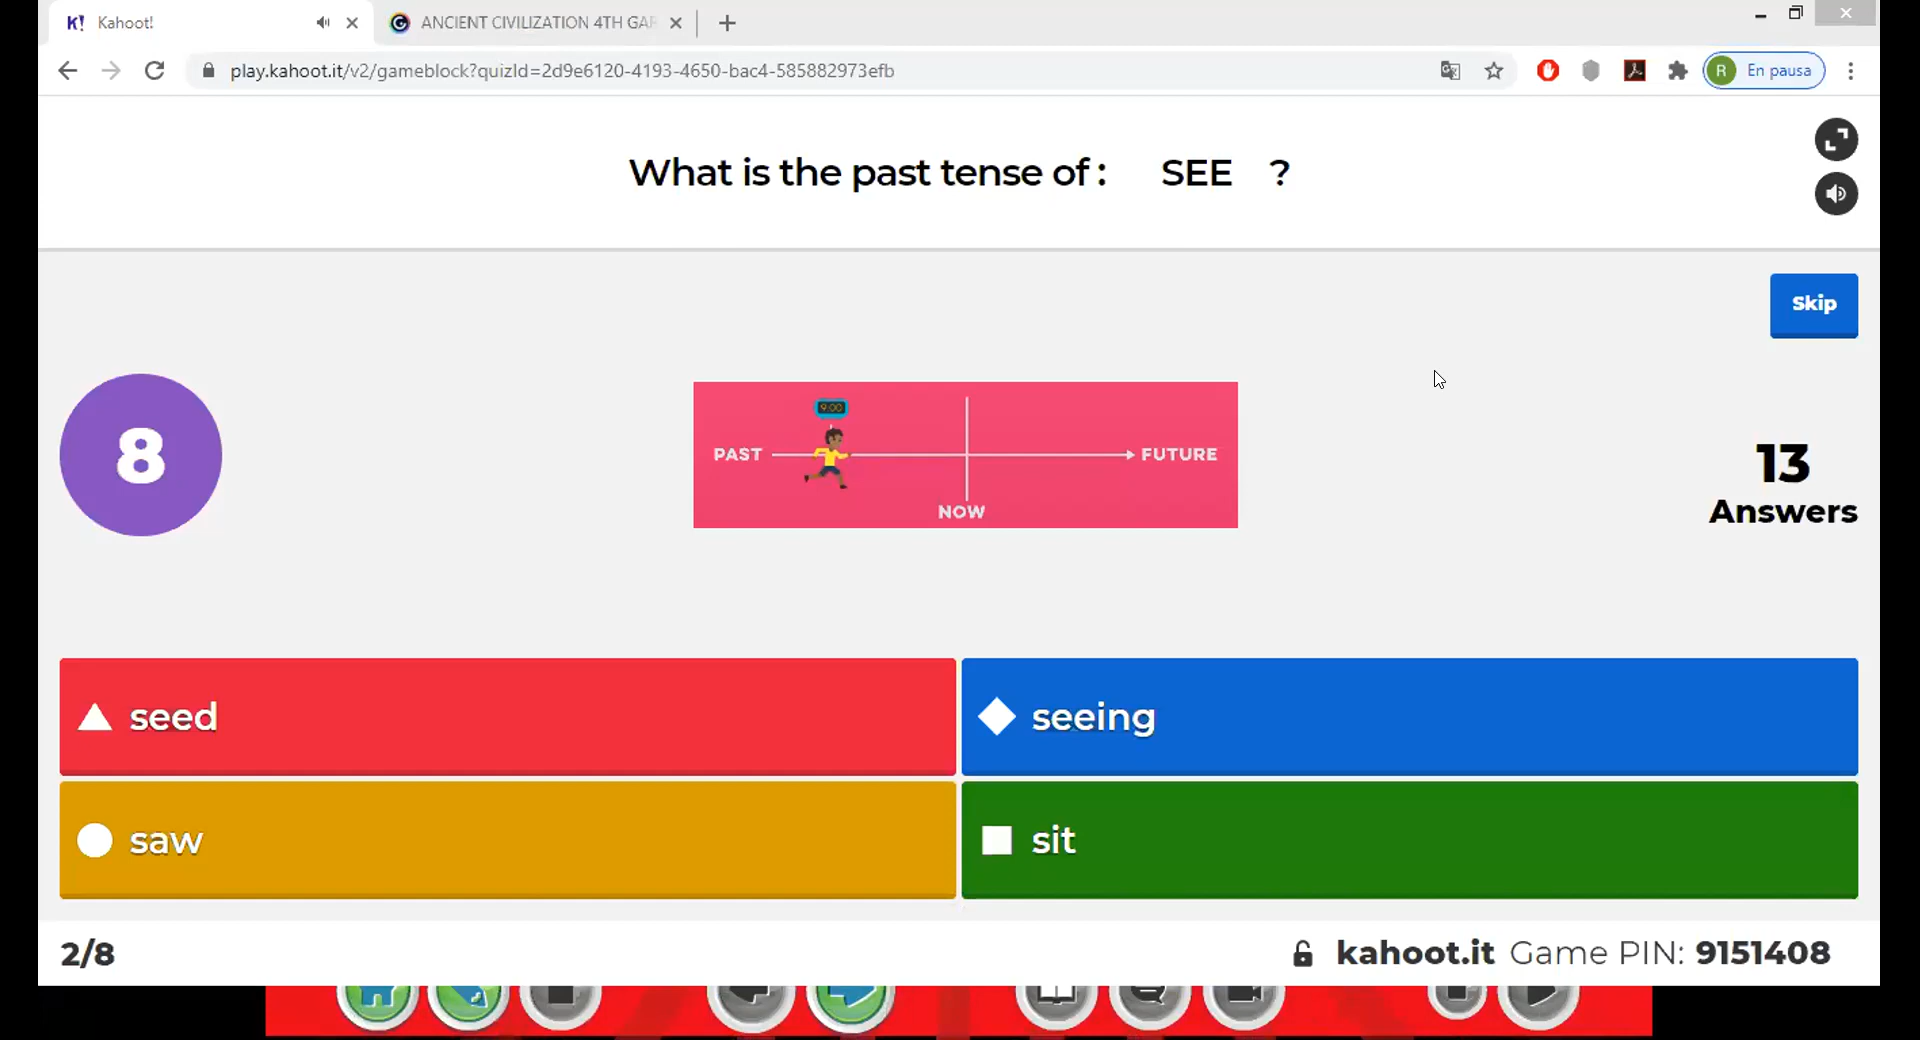 Kahoot!
ANCIENT CIVILIZATION 4TH GAR
play.kahoot.it/v2/gameblock?quizId=2d9e6120-4193-4650-bac4-585882973efb
R En pausa
What is the past tense of : SEE ?
Skip
8
9:00
PAST
FUTURE
NOW
13
Answers
seed
seeing
saw
sit
2/8
kahoot.it Game PIN: 9151408